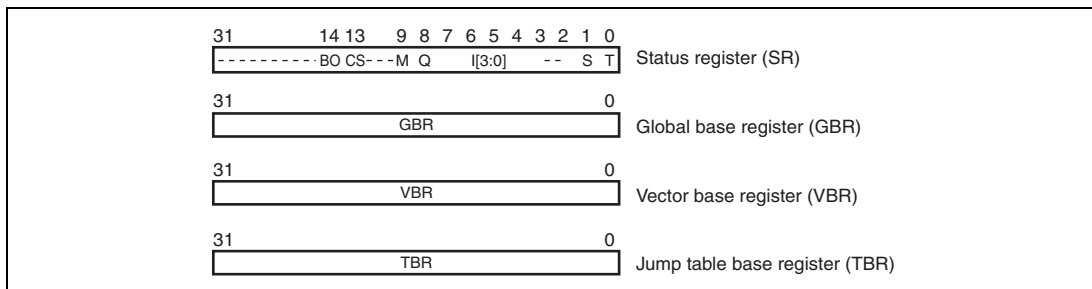 31 14 13 9 8 7 6 5 4 3 2 1 0
- - - - - - - - - - BO CS - - - M Q I[3:0] - - S T Status register (SR)
31 0
GBR Global base register (GBR)
31 0
VBR Vector base register (VBR)
31 0
TBR Jump table base register (TBR)